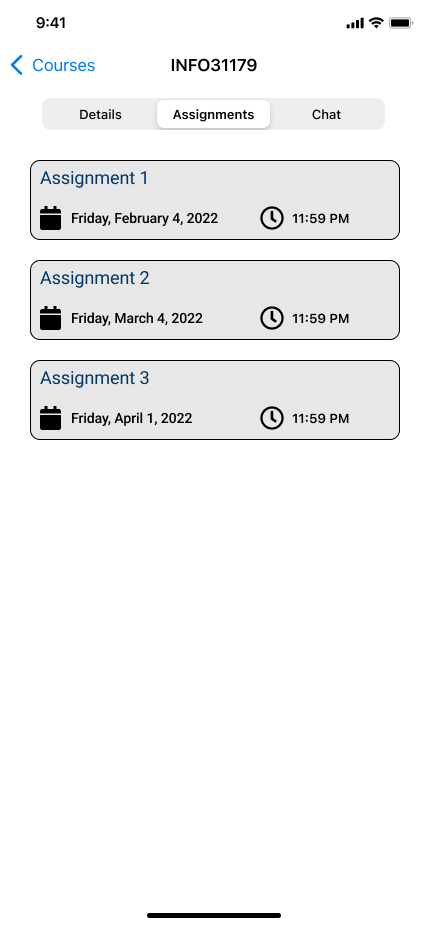 9:41
Courses
INFO31179
Details Assignments Chat
Assignment 1
Friday, February 4, 2022 11:59 PM
Assignment 2
Friday, March 4, 2022 11:59 PM
Assignment 3
Friday, April 1, 2022 11:59 PM